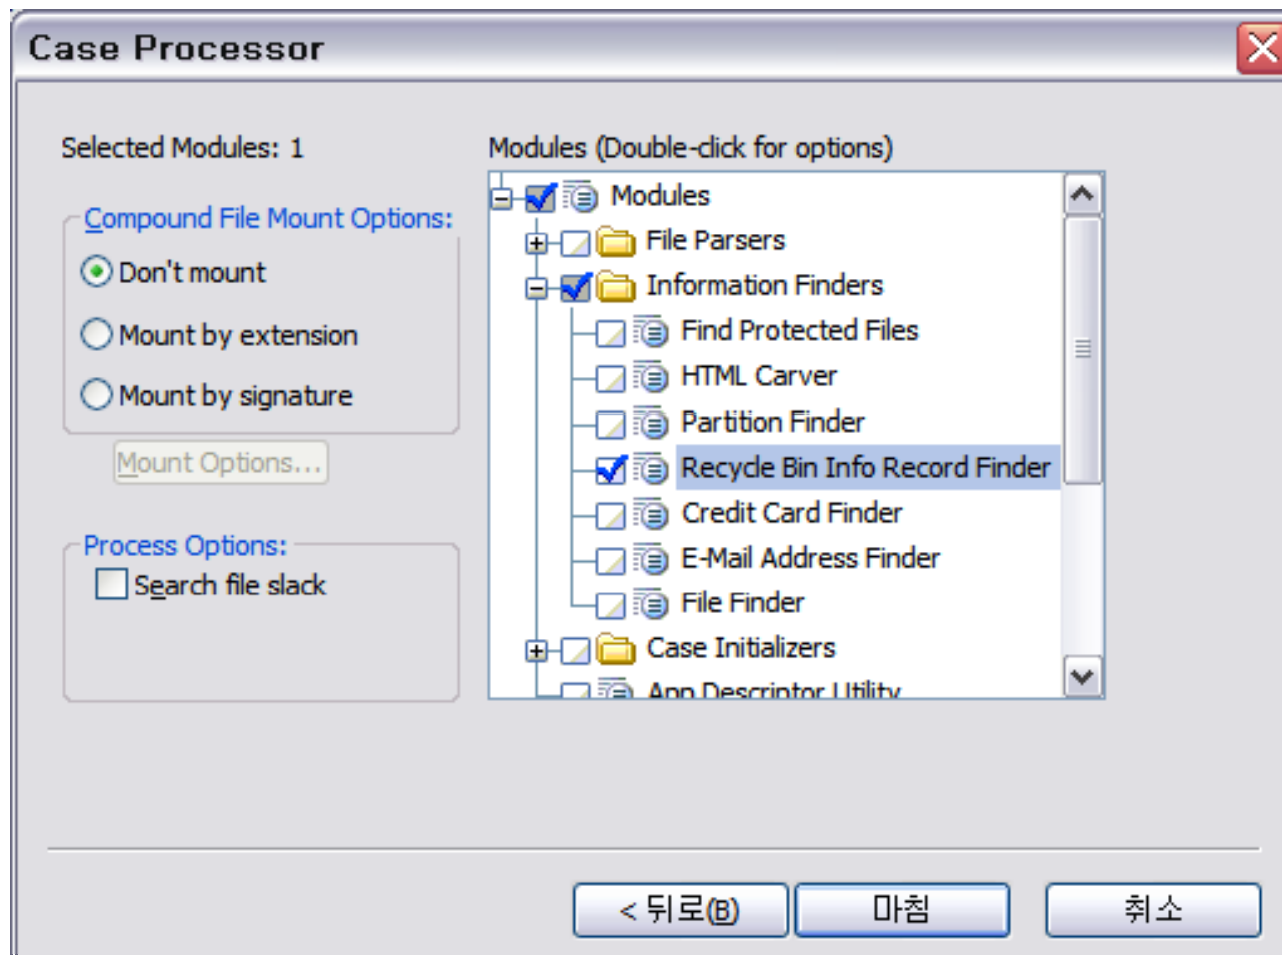 Case Processor
Selected Modules: 1
Modules (Double-click for options)
Compound File Mount Options:
Don't mount
Mount by extension
Mount by signature
Mount Options...
Process Options:
Search file slack
Modules
File Parsers
Information Finders
Find Protected Files
HTML Carver
Partition Finder
Recycle Bin Info Record Finder
Credit Card Finder
E-Mail Address Finder
File Finder
Case Initializers
App Descriptor Utility
< 뒤로(B)
마침
취소